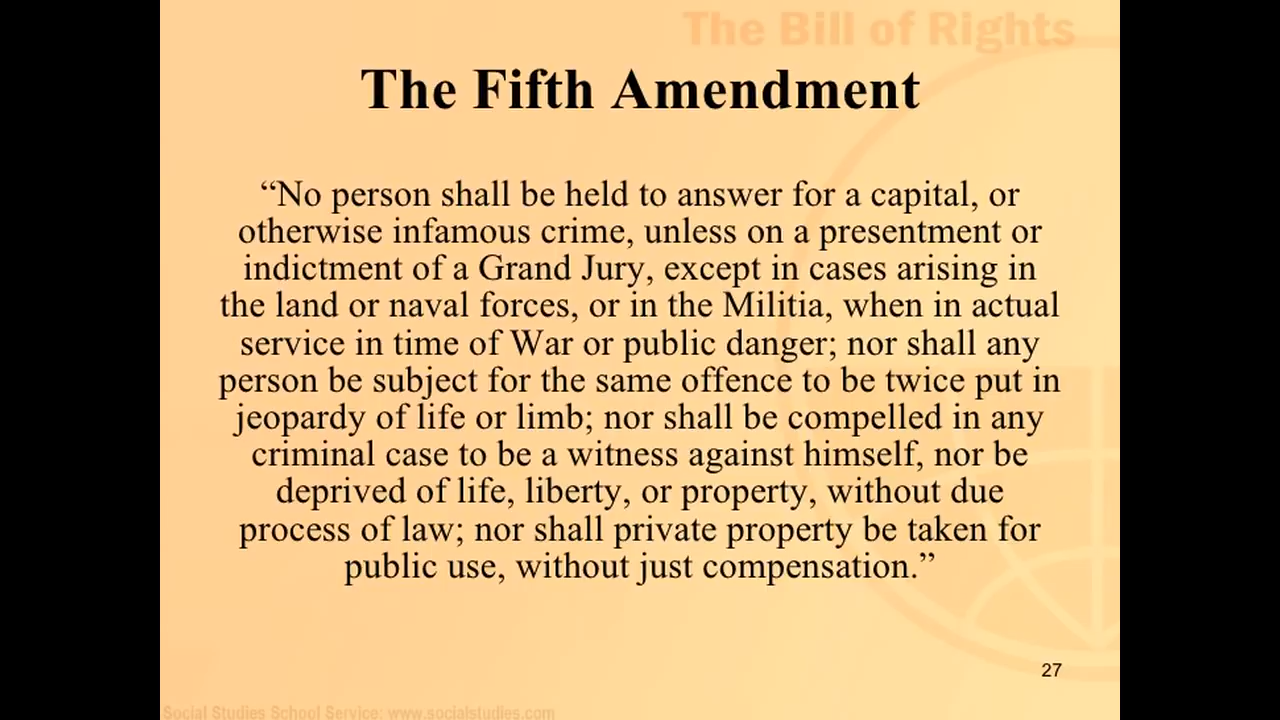 The Bill of Rights
The Fifth Amendment
“No person shall be held to answer for a capital, or
otherwise infamous crime, unless on a presentment or
indictment of a Grand Jury, except in cases arising in
the land or naval forces, or in the Militia, when in actual
service in time of War or public danger; nor shall any
person be subject for the same offence to be twice put in
jeopardy of life or limb; nor shall be compelled in any
criminal case to be a witness against himself, nor be
deprived of life, liberty, or property, without due
process of law; nor shall private property be taken for
public use, without just compensation.”
27
Social Studies School Service: www.socialstudies.com